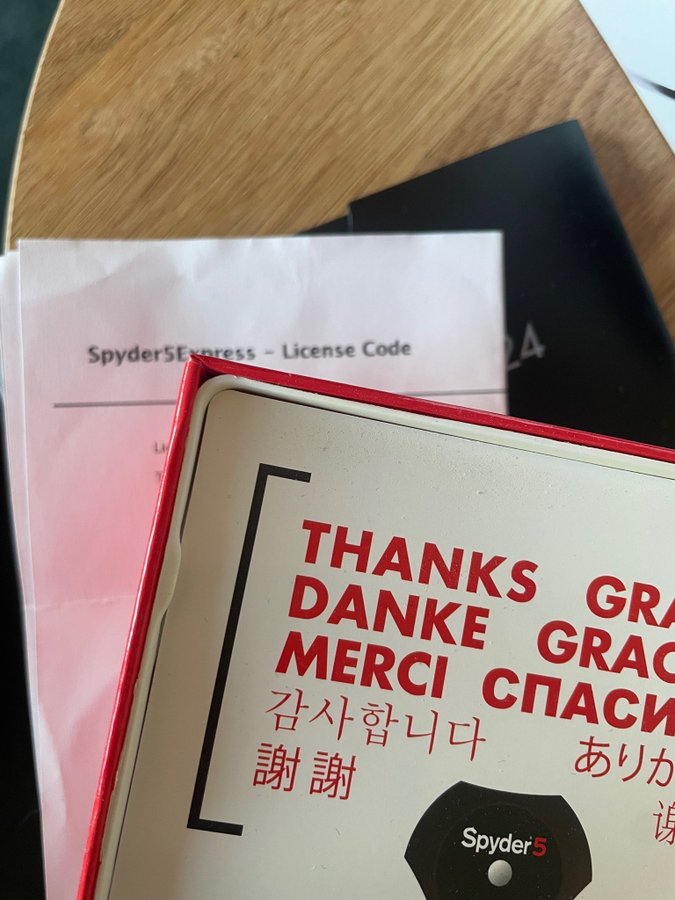 24
Spyder5Express - License Code
THANKS GRA
DANKE GRAC
MERCI СПАСИ
감사합니다 ありが
謝謝 谢
Spyder5